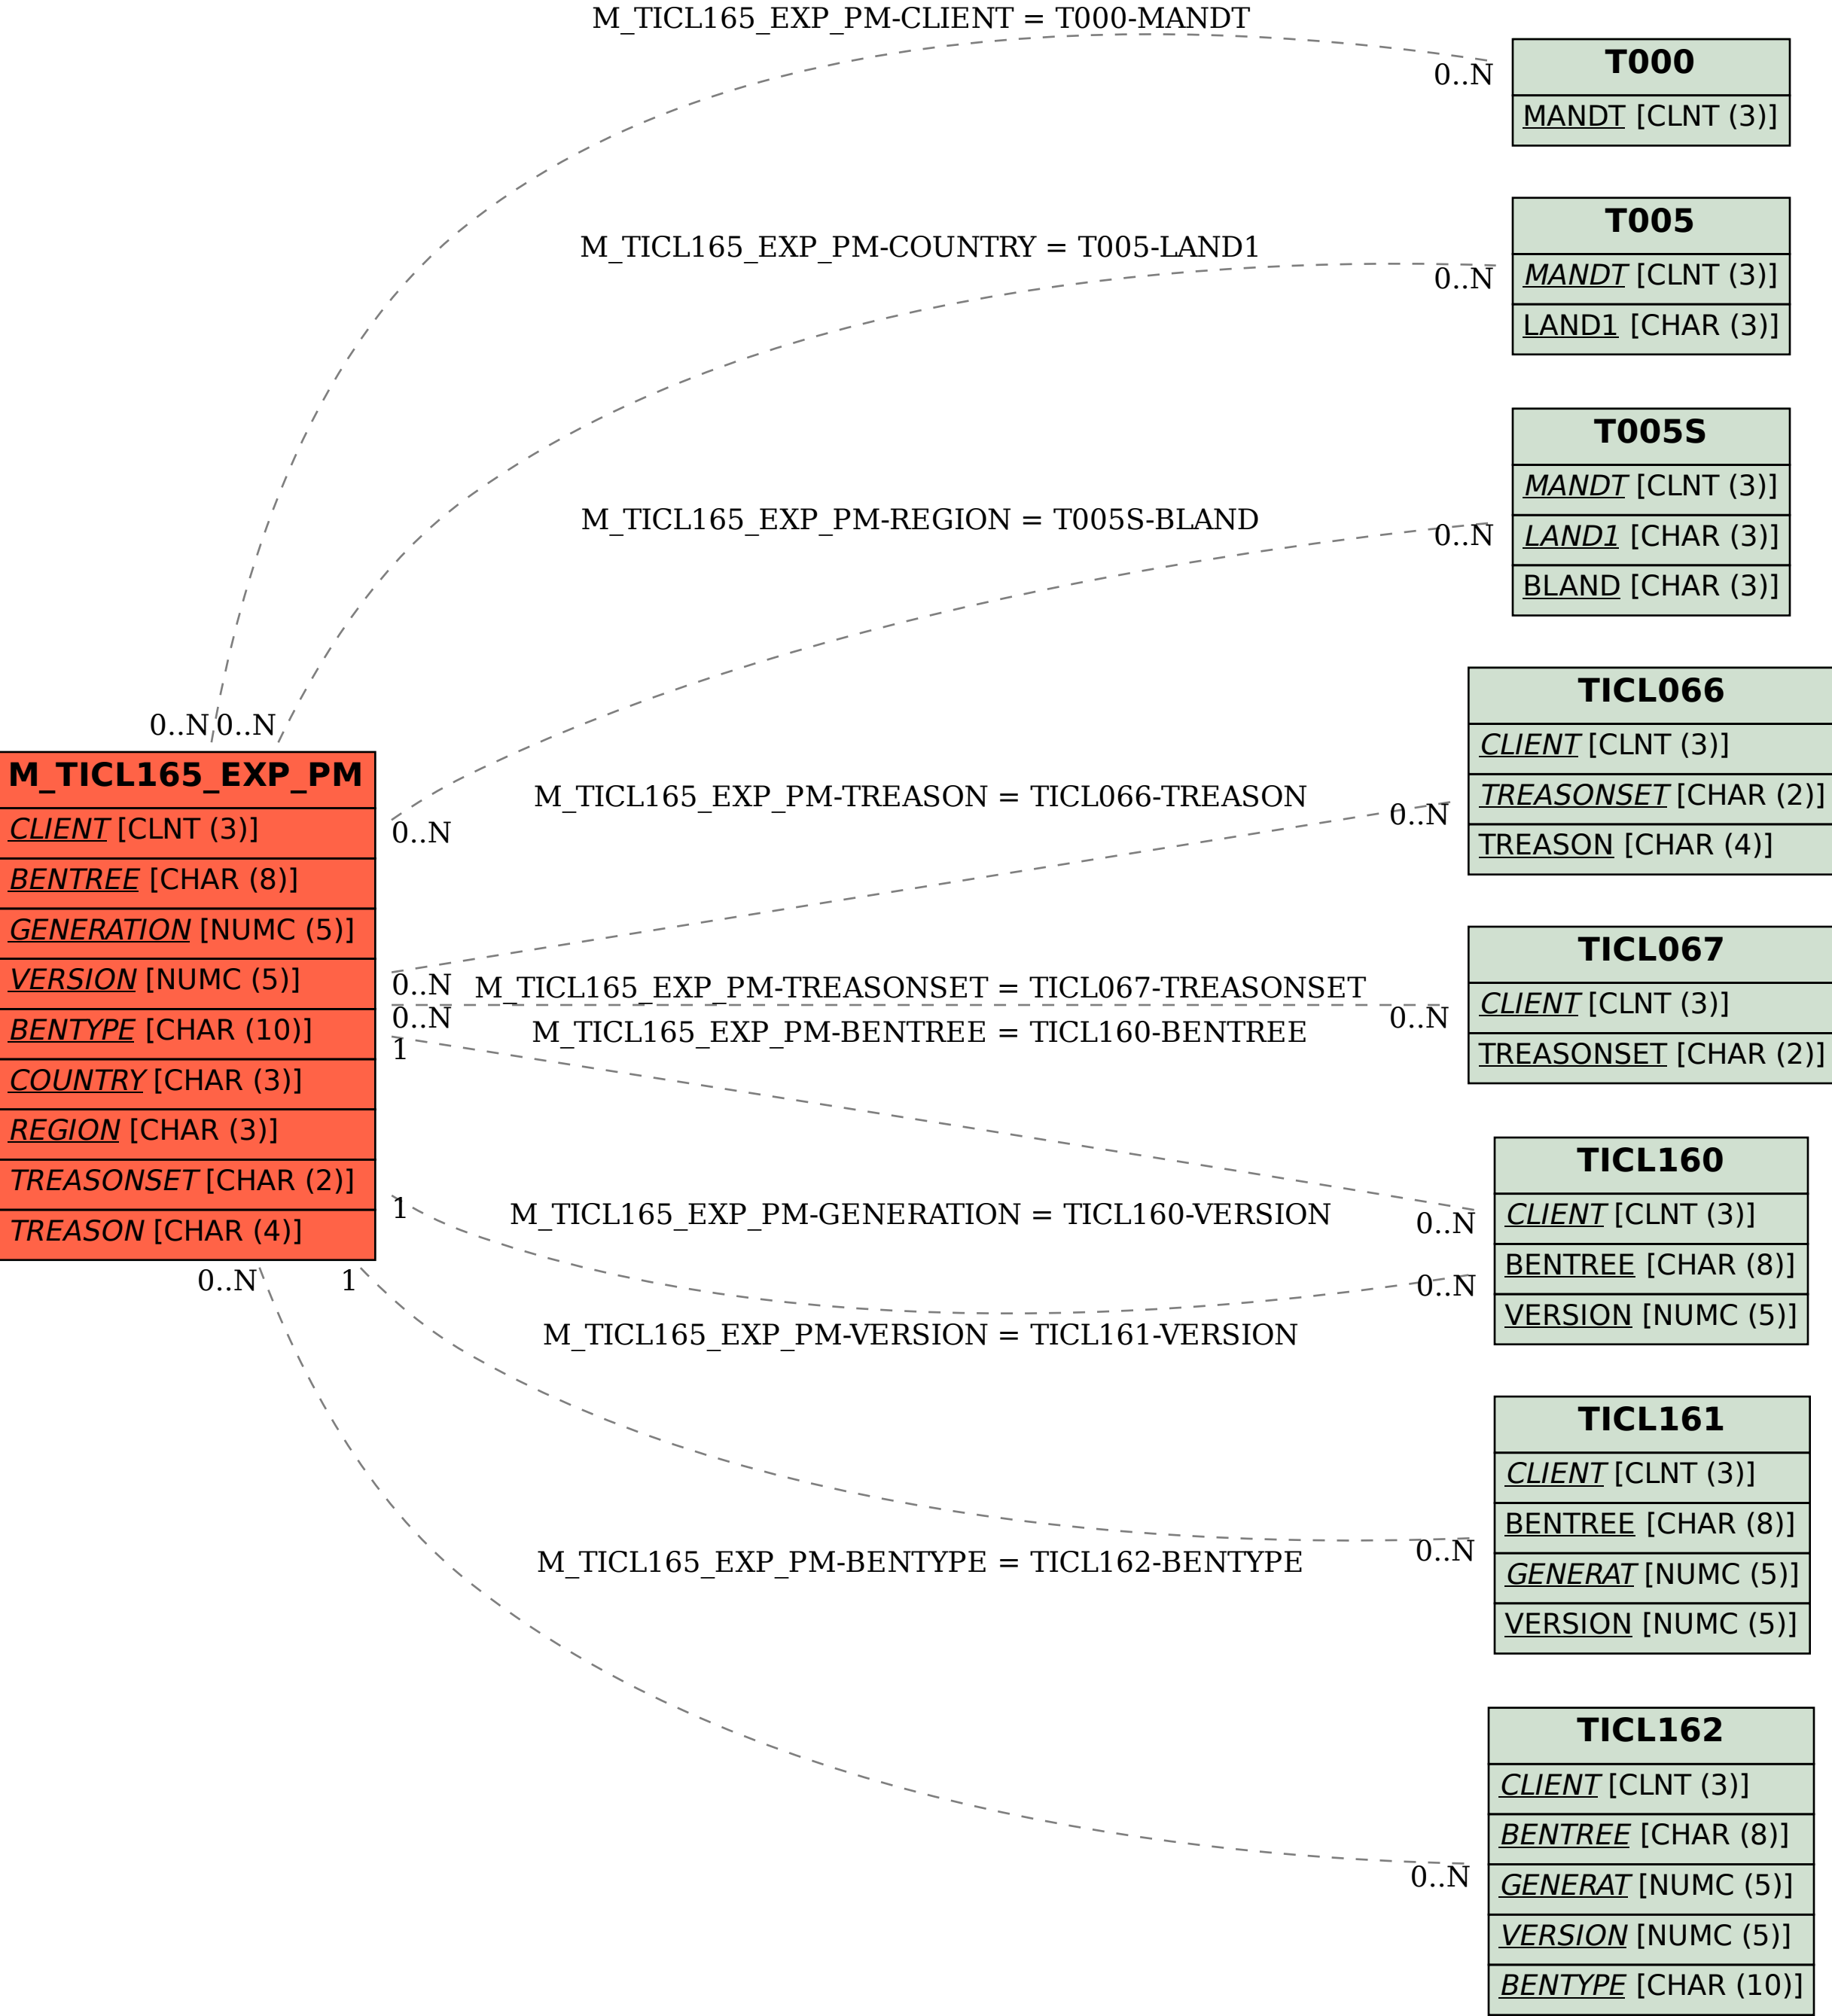 M_TICL165_EXP_PM-CLIENT = T000-MANDT
0..N
T000
MANDT [CLNT (3)]
M_TICL165_EXP_PM-COUNTRY = T005-LAND1
0..N
T005
MANDT [CLNT (3)]
LAND1 [CHAR (3)]
M_TICL165_EXP_PM-REGION = T005S-BLAND
0..N
T005S
MANDT [CLNT (3)]
LAND1 [CHAR (3)]
BLAND [CHAR (3)]
0..N 0..N
M_TICL165_EXP_PM
CLIENT [CLNT (3)]
BENTREE [CHAR (8)]
GENERATION [NUMC (5)]
VERSION [NUMC (5)]
BENTYPE [CHAR (10)]
COUNTRY [CHAR (3)]
REGION [CHAR (3)]
TREASONSET [CHAR (2)]
TREASON [CHAR (4)]
0..N
M_TICL165_EXP_PM-TREASON = TICL066-TREASON
0..N
TICL066
CLIENT [CLNT (3)]
TREASONSET [CHAR (2)]
TREASON [CHAR (4)]
0..N
M_TICL165_EXP_PM-TREASONSET = TICL067-TREASONSET
0..N
0..N
TICL067
CLIENT [CLNT (3)]
TREASONSET [CHAR (2)]
M_TICL165_EXP_PM-BENTREE = TICL160-BENTREE
1
0..N
TICL160
CLIENT [CLNT (3)]
BENTREE [CHAR (8)]
VERSION [NUMC (5)]
1
M_TICL165_EXP_PM-GENERATION = TICL160-VERSION
0..N
0..N
1
M_TICL165_EXP_PM-VERSION = TICL161-VERSION
0..N
TICL161
CLIENT [CLNT (3)]
BENTREE [CHAR (8)]
GENERAT [NUMC (5)]
VERSION [NUMC (5)]
M_TICL165_EXP_PM-BENTYPE = TICL162-BENTYPE
0..N
TICL162
CLIENT [CLNT (3)]
BENTREE [CHAR (8)]
GENERAT [NUMC (5)]
VERSION [NUMC (5)]
BENTYPE [CHAR (10)]